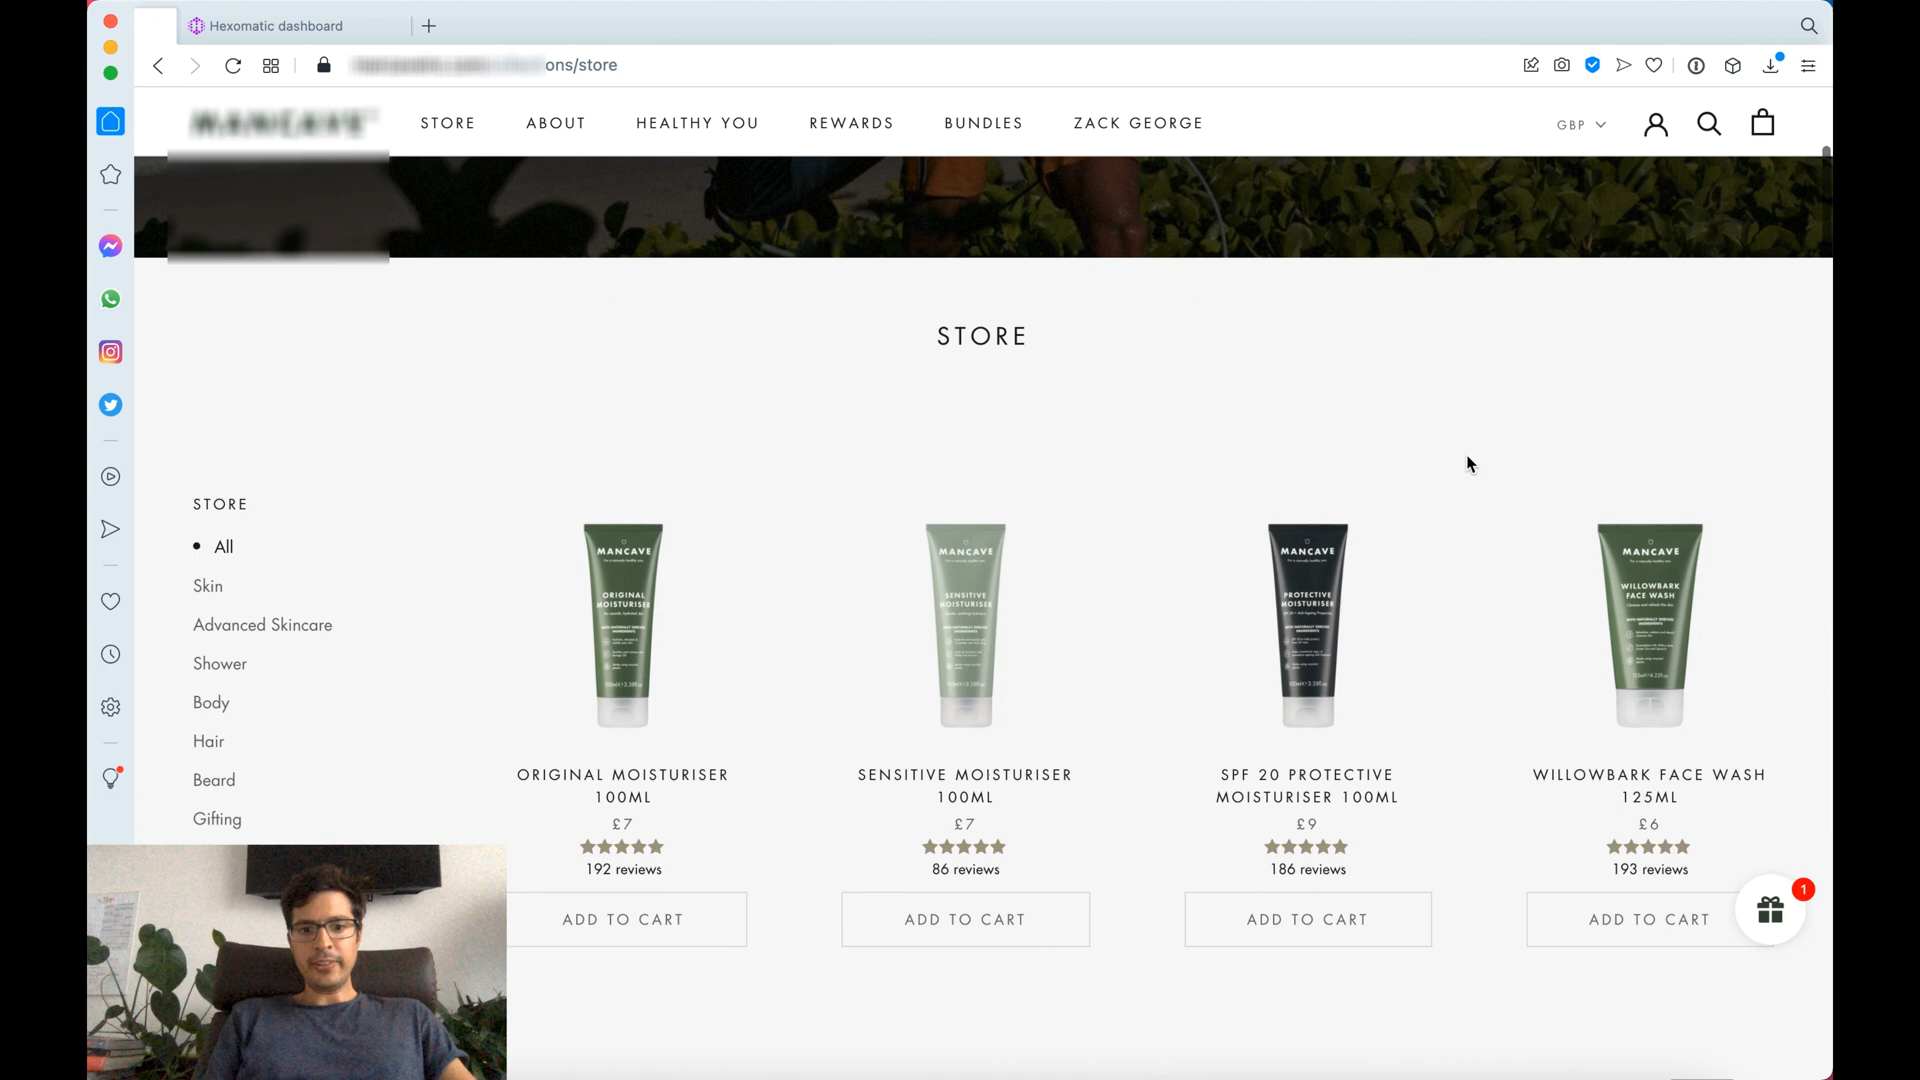 Hexomatic dashboard
ons/store
STORE
ABOUT
HEALTHY YOU
REWARDS
BUNDLES
ZACK GEORGE
GBP
STORE
STORE
All
Skin
Advanced Skincare
Shower
Body
Hair
Beard
Gifting
MANCAVE
ORIGINAL
MOISTURISER
MANCAVE
SENSITIVE
MOISTURISER
MANCAVE
PROTECTIVE
MOISTURISER
MANCAVE
WILLOWBARK
FACE WASH
ORIGINAL MOISTURISER
100ML
£7
192 reviews
ADD TO CART
SENSITIVE MOISTURISER
100ML
£7
86 reviews
ADD TO CART
SPF 20 PROTECTIVE
MOISTURISER 100ML
£9
186 reviews
ADD TO CART
WILLOWBARK FACE WASH
125ML
£6
193 reviews
ADD TO CART
1